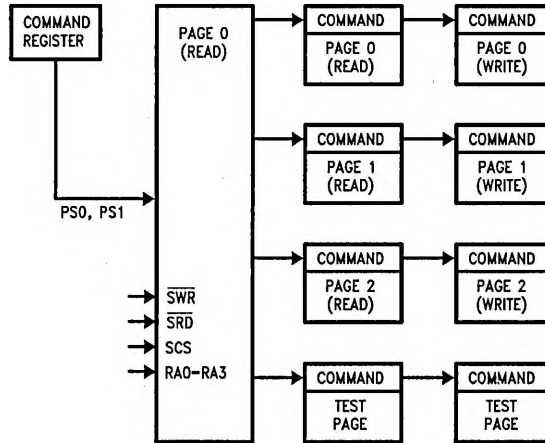 COMMAND
REGISTER
PS0, PS1
PAGE 0
(READ)
SWR
SRD
SCS
RA0-RA3
COMMAND
PAGE 0
(READ)
COMMAND
PAGE 0
(WRITE)
COMMAND
PAGE 1
(READ)
COMMAND
PAGE 1
(WRITE)
COMMAND
PAGE 2
(READ)
COMMAND
PAGE 2
(WRITE)
COMMAND
TEST
PAGE
COMMAND
TEST
PAGE